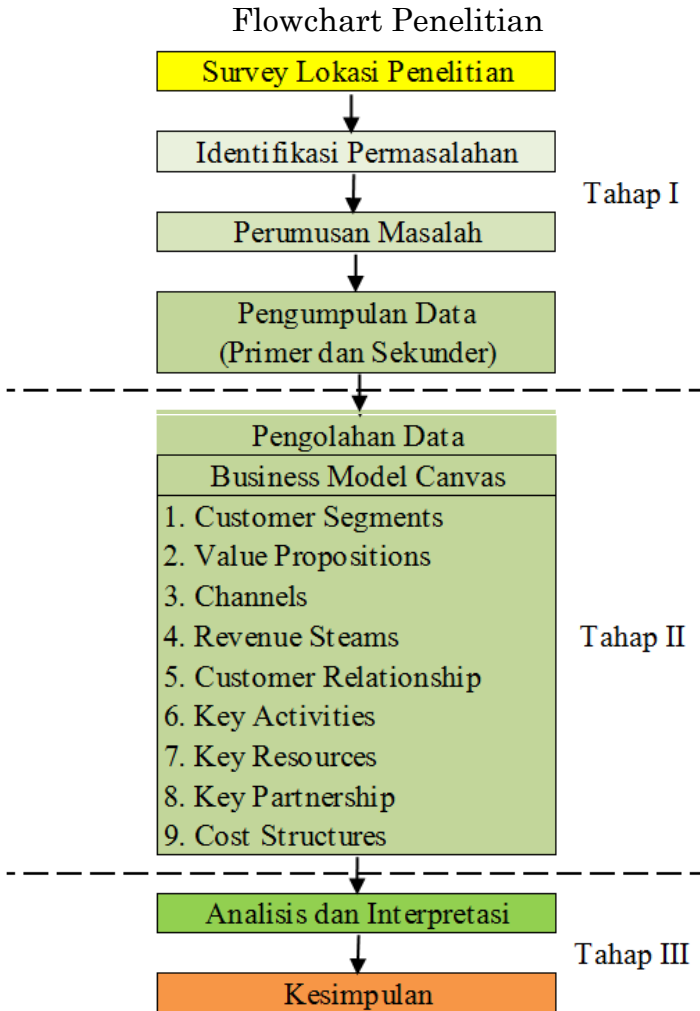 Flowchart Penelitian
Survey Lokasi Penelitian
Identifikasi Permasalahan
Tahap I
Perumusan Masalah
Pengumpulan Data
(Primer dan Sekunder)
Pengolahan Data
Business Model Canvas
1. Customer Segments
2. Value Propositions
3. Channels
4. Revenue Steams
Tahap II
5. Customer Relationship
6. Key Activities
7. Key Resources
8. Key Partnership
9. Cost Structures
Analisis dan Interpretasi
Tahap III
Kesimpulan